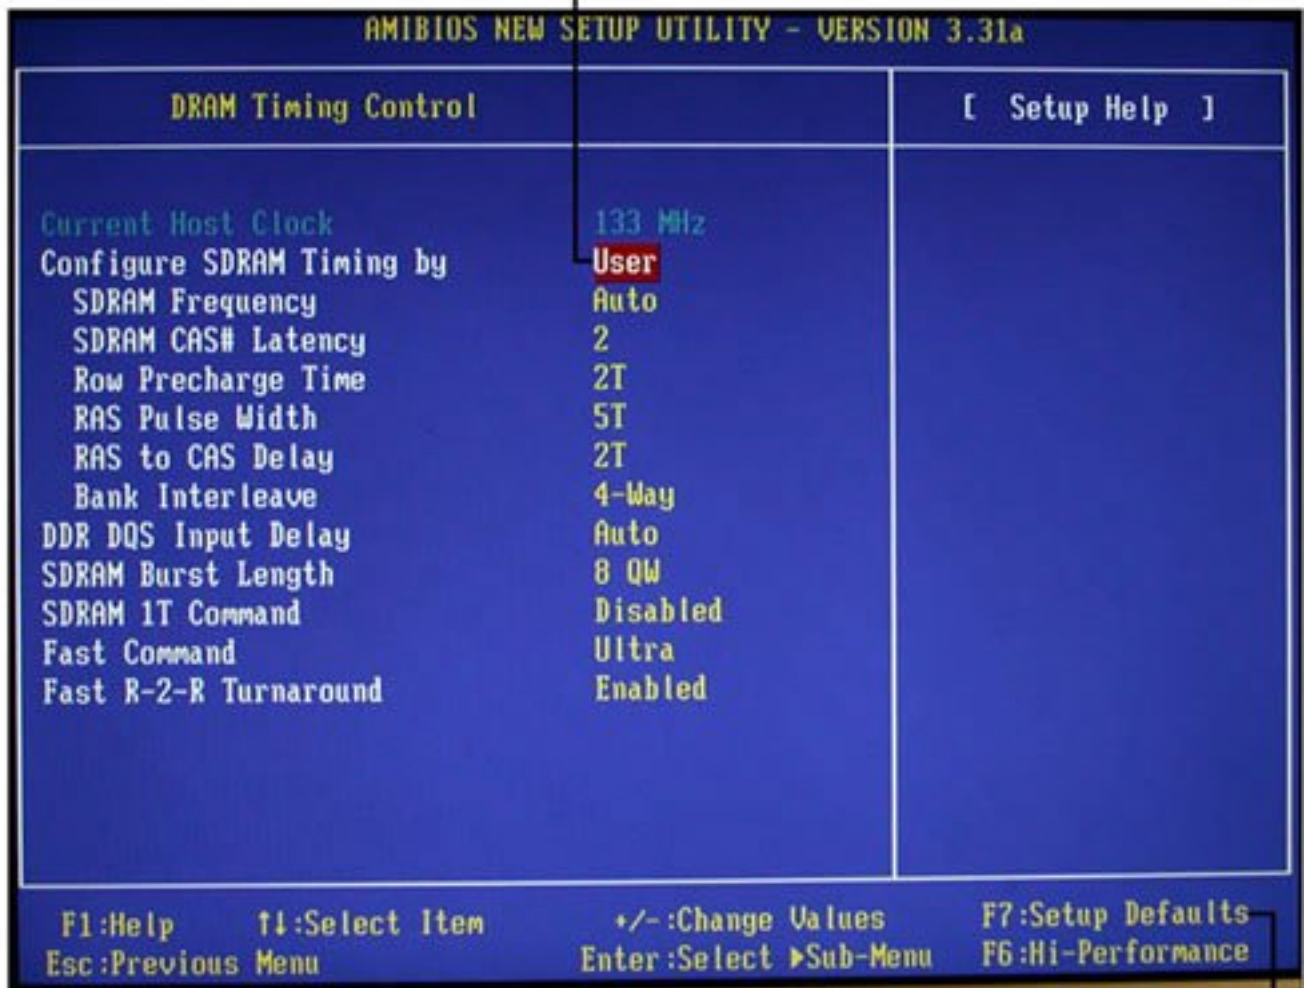 AMIBIOS NEW SETUP UTILITY - VERSION 3.31a
DRAM Timing Control
[ Setup Help ]
Current Host Clock 133 MHz
Configure SDRAM Timing by User
SDRAM Frequency Auto
SDRAM CAS# Latency 2
Row Precharge Time 2T
RAS Pulse Width 5T
RAS to CAS Delay 2T
Bank Interleave 4-Way
DDR DQS Input Delay Auto
SDRAM Burst Length 8 QW
SDRAM 1T Command Disabled
Fast Command Ultra
Fast R-2-R Turnaround Enabled
F1:Help ↑↓:Select Item +/-:Change Values F7:Setup Defaults
Esc:Previous Menu Enter:Select ▶Sub-Menu F6:Hi-Performance